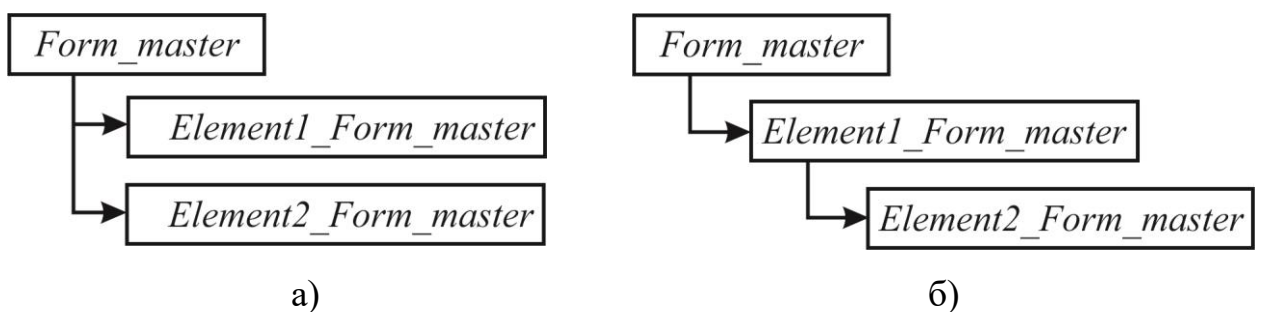 Form_master
Element1_Form_master
Element2_Form_master
а)
Form_master
Element1_Form_master
Element2_Form_master
б)